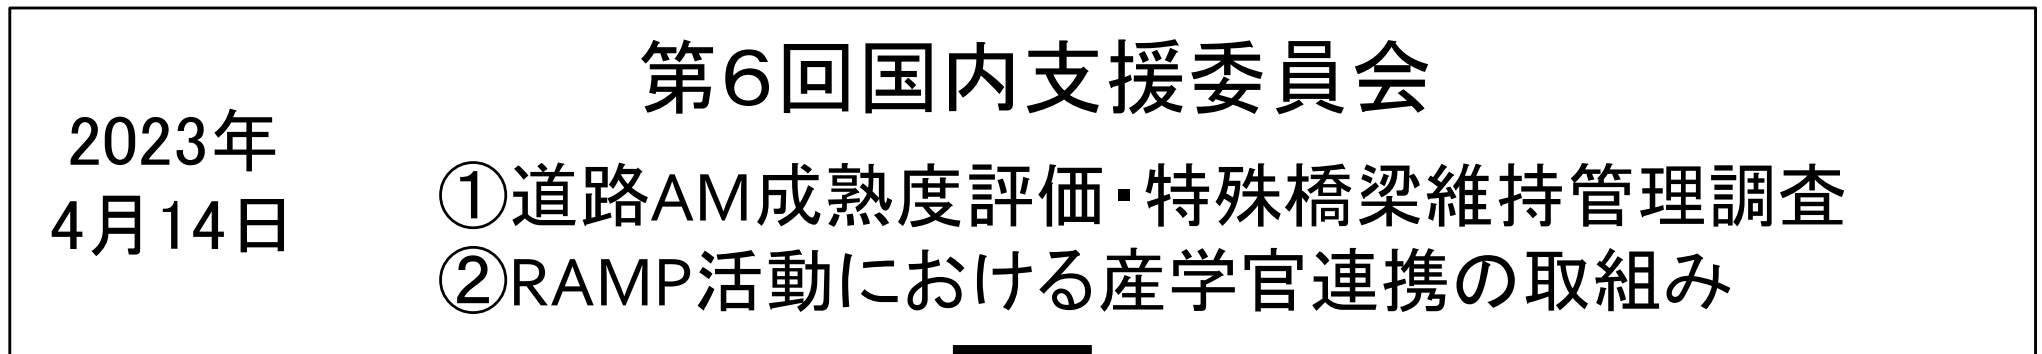 第6回国内支援委員会
2023年
4月14日
①道路AM成熟度評価・特殊橋梁維持管理調査
②RAMP活動における産学官連携の取組み